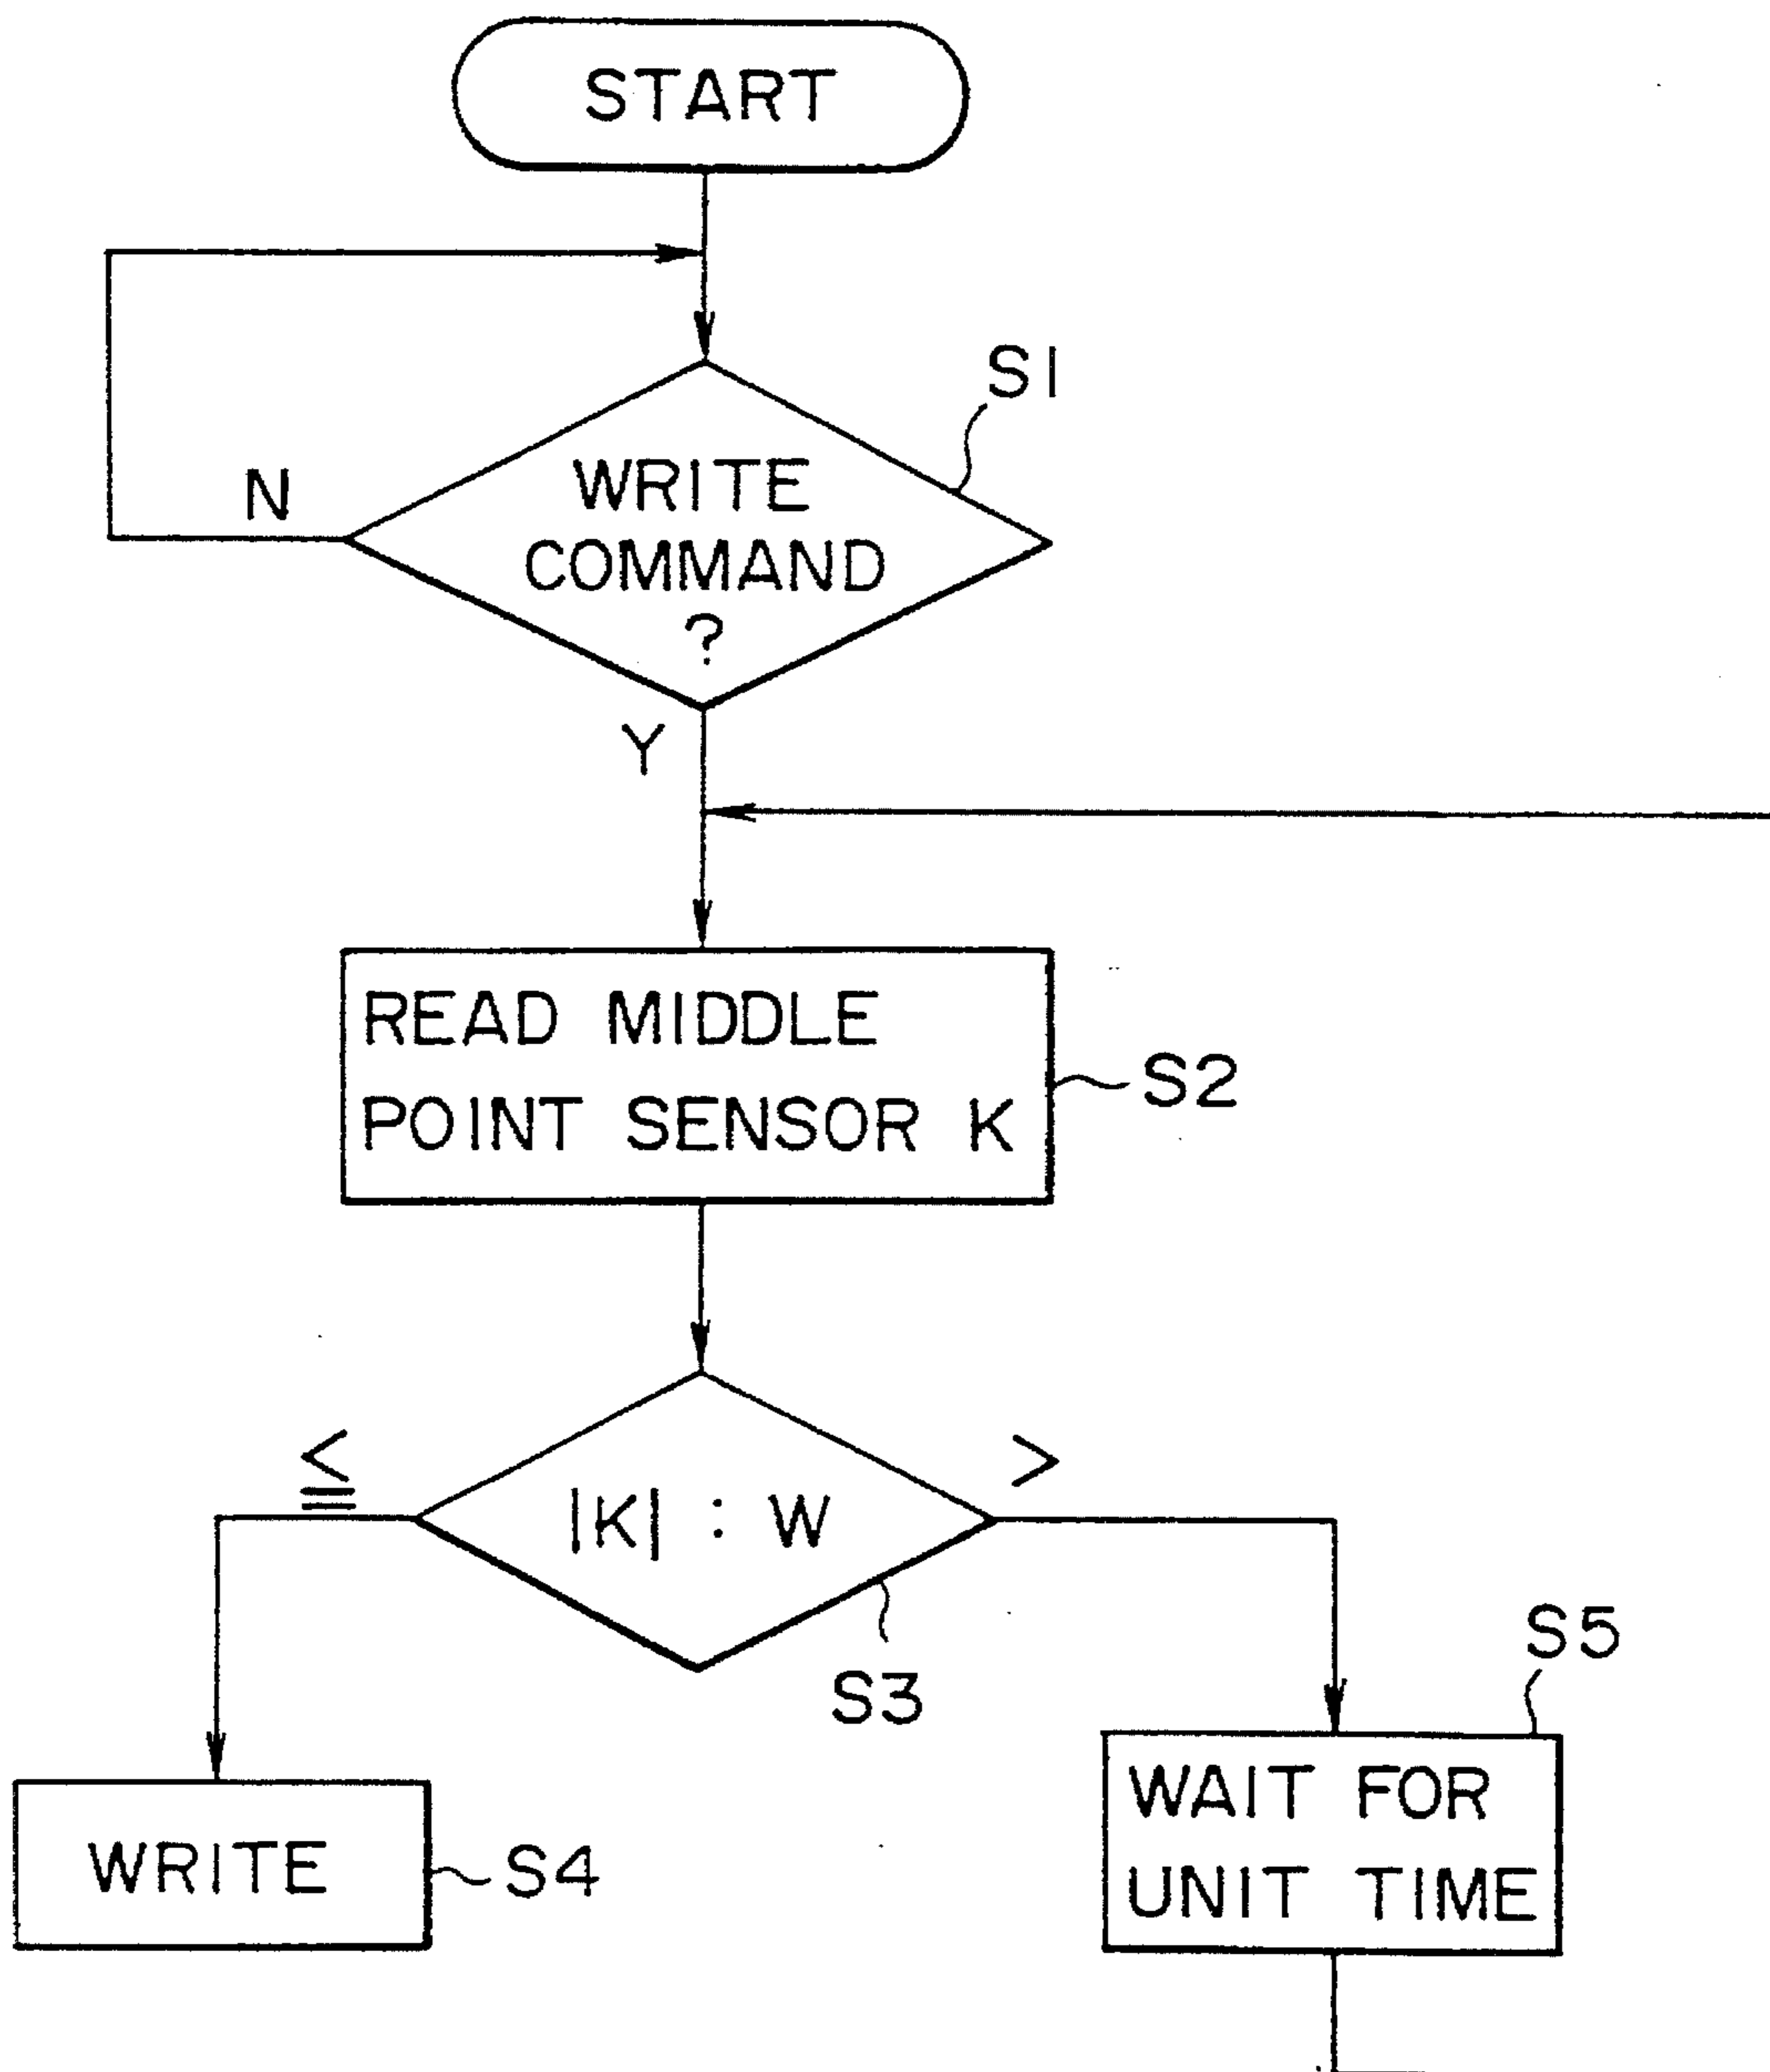 START
S1
N
WRITE
COMMAND
?
Y
READ MIDDLE
POINT SENSOR K
S2
≦
>
|K| : W
S3
S5
WRITE
S4
WAIT FOR
UNIT TIME